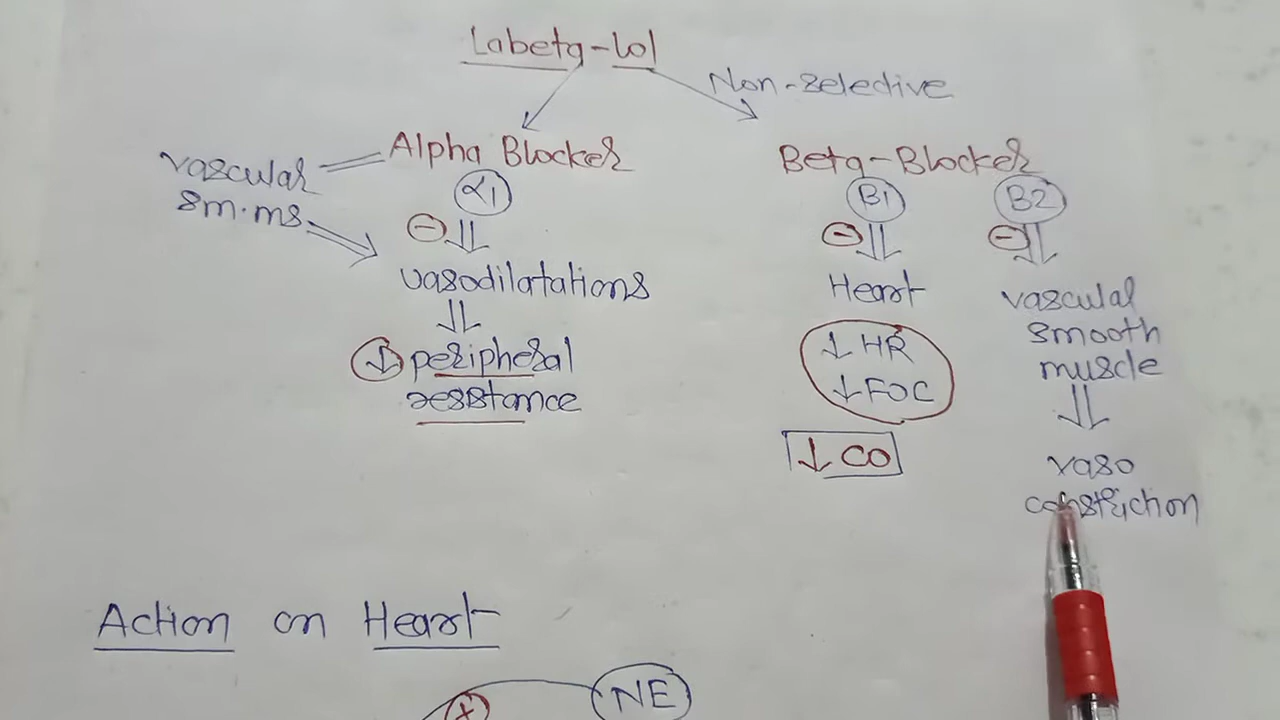 Labeta-lol
Non-selective
Alpha Blocker
Beta-Blocker
vascular
sm.ms
α1
B1
B2
-
-
-
vasodilatations
Heart
vascular
smooth
muscle
↓ peripheral
resistance
↓ HR
↓ FOC
↓ CO
vaso
constriction
Action on Heart
+
NE